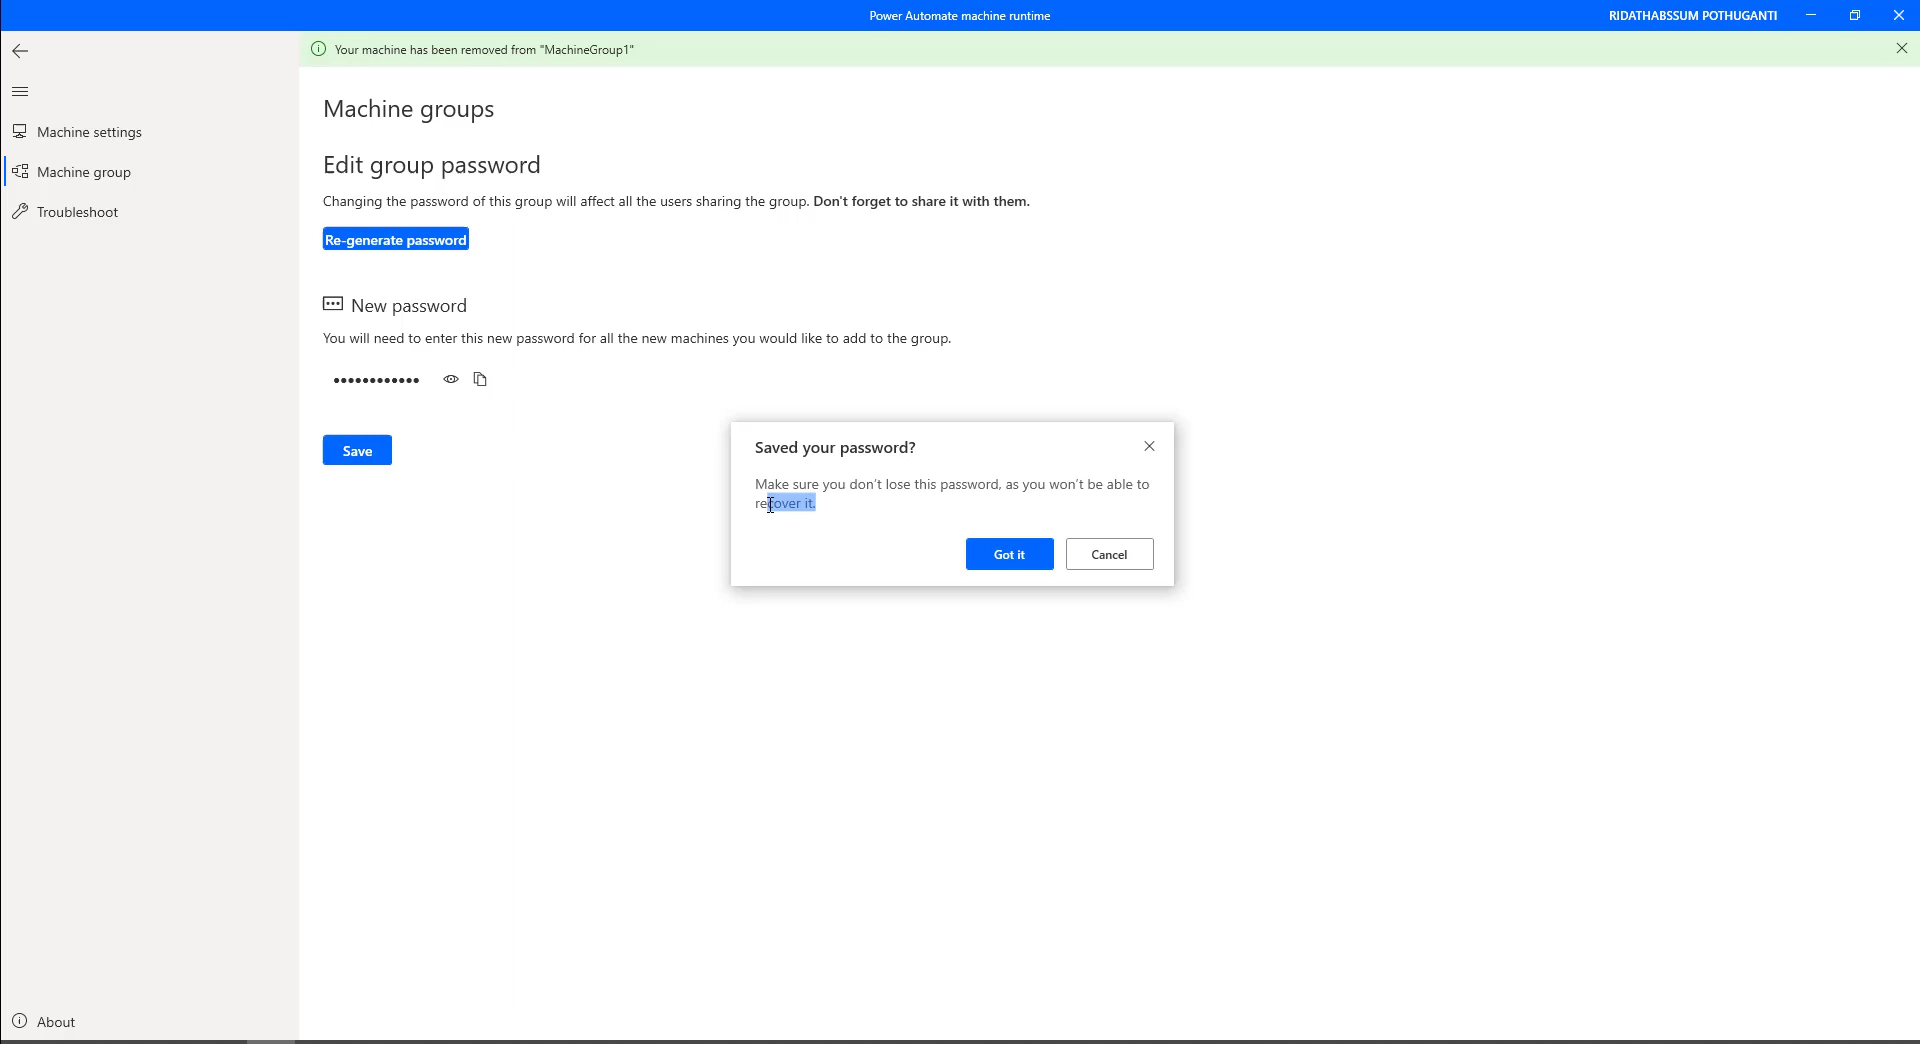 Power Automate machine runtime
RIDATHABSSUM POTHUGANTI
Your machine has been removed from "MachineGroup1"
Machine settings
Machine group
Troubleshoot
Machine groups
Edit group password
Changing the password of this group will affect all the users sharing the group. Don't forget to share it with them.
Re-generate password
New password
You will need to enter this new password for all the new machines you would like to add to the group.
••••••••••••
Save
Saved your password?
Make sure you don’t lose this password, as you won’t be able to
recover it.
Got it
Cancel
About